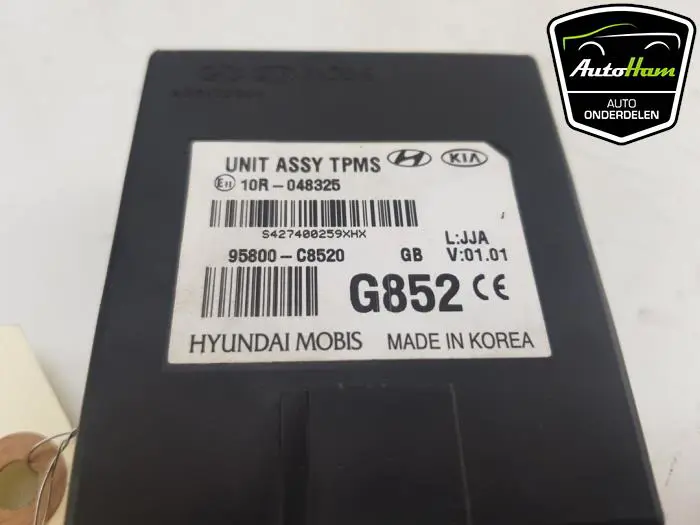 AutoHam
AUTO
ONDERDELEN
UNIT ASSY TPMS KIA
E11 10R-048325
S427400259XHX
L:JJA
95800-C8520 GB V:01.01
G852 CE
HYUNDAI MOBIS MADE IN KOREA